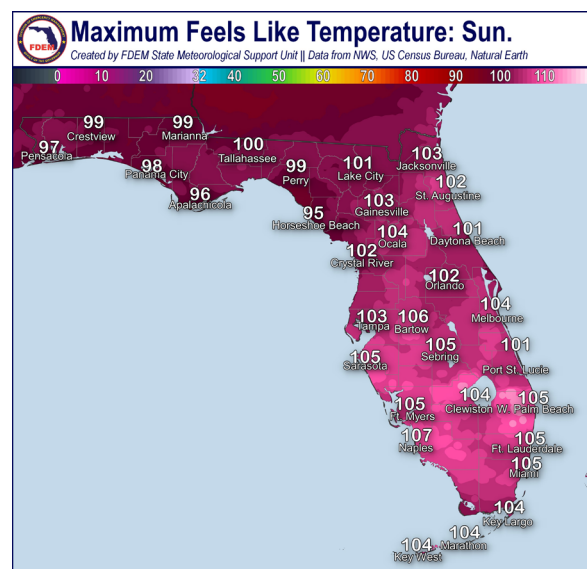 FDEM
Maximum Feels Like Temperature: Sun.
Created by FDEM State Meteorological Support Unit || Data from NWS, US Census Bureau, Natural Earth
0 10 20 32 40 50 60 70 80 90 100 110
99
Crestview
99
Marianna
97
Pensacola
98
Panama City
100
Tallahassee
96
Apalachicola
99
Perry
101
Lake City
103
Jacksonville
102
St. Augustine
95
Horseshoe Beach
103
Gainesville
104
Ocala
101
Daytona Beach
102
Crystal River
102
Orlando
104
Melbourne
103
Tampa
106
Bartow
105
Sebring
101
Port St. Lucie
105
Sarasota
105
Ft. Myers
104
Clewiston
105
W. Palm Beach
107
Naples
105
Ft. Lauderdale
105
Miami
104
Key Largo
104
Marathon
104
Key West